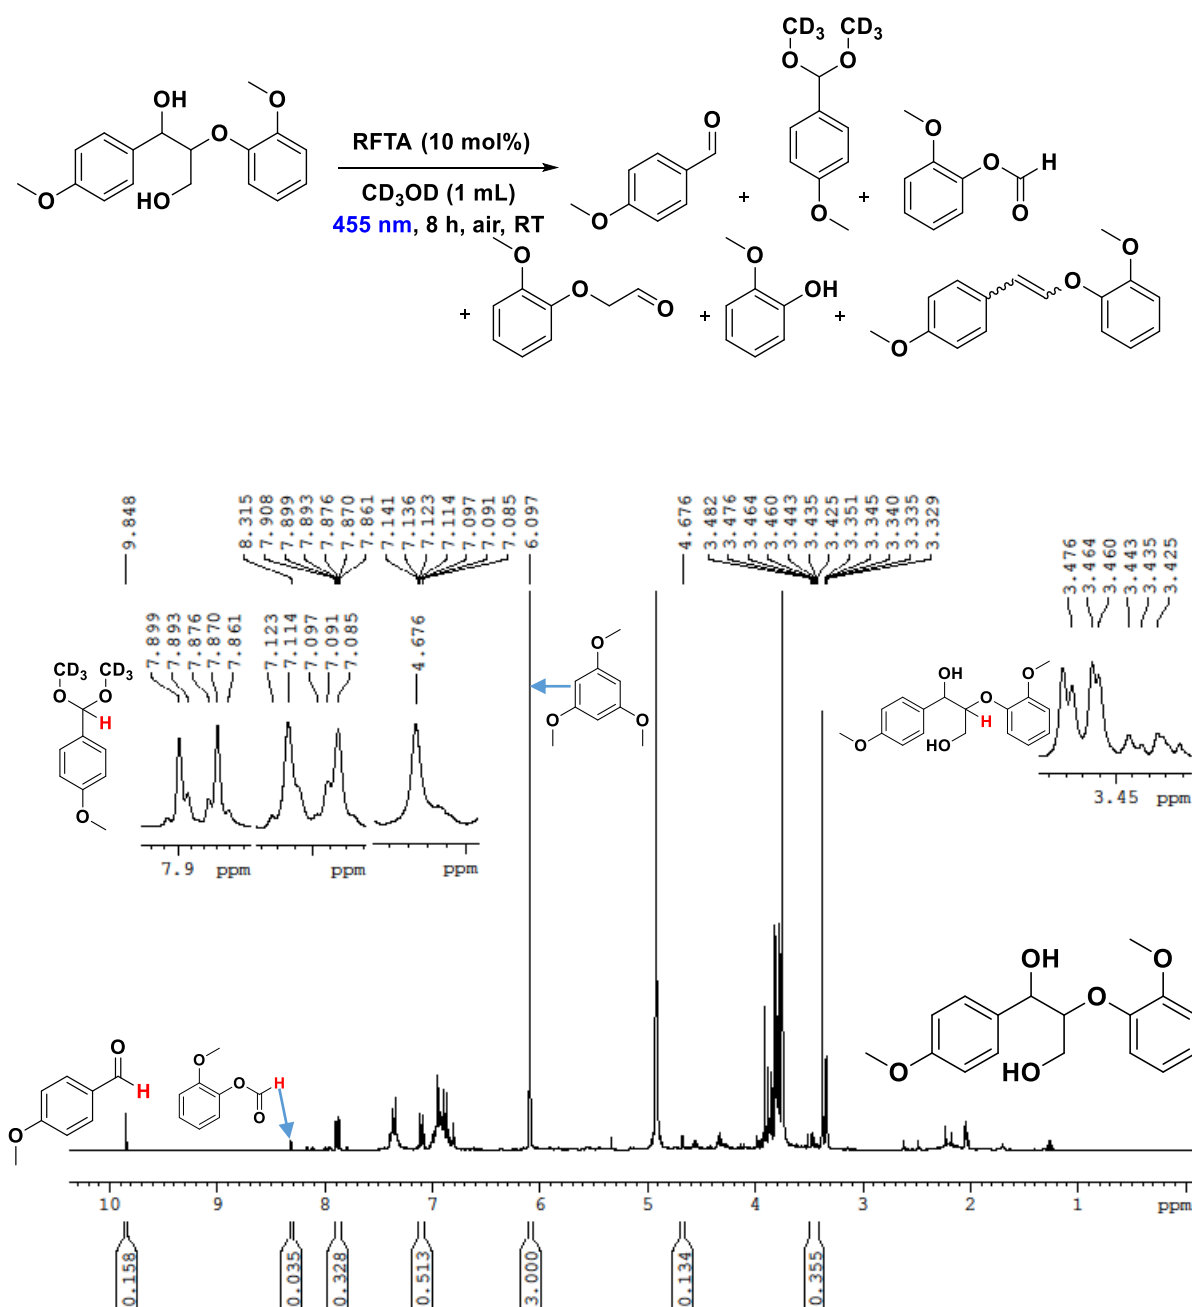 CD3 CD3
O O
OH
O
O
O
HO
RFTA (10 mol%)
CD3OD (1 mL)
455 nm, 8 h, air, RT
O
O
+
O
+
O
O
H
O
+
O
O
O
+
O
OH
+
O
O
O
9.848
8.315
7.908
7.899
7.893
7.876
7.870
7.861
7.141
7.136
7.123
7.114
7.097
7.091
7.085
6.097
4.676
3.482
3.476
3.464
3.460
3.443
3.435
3.425
3.351
3.345
3.340
3.335
3.329
3.476
3.464
3.460
3.443
3.435
3.425
7.899
7.893
7.876
7.870
7.861
7.123
7.114
7.097
7.091
7.085
4.676
CD3 CD3
O O
H
O
O
O
O
OH
O
O
H
O
HO
3.45 ppm
7.9 ppm
ppm
ppm
O
H
O
O
O
H
O
OH
O
O
O
HO
10 9 8 7 6 5 4 3 2 1 ppm
0.158
0.035
0.328
0.513
3.000
0.134
0.355